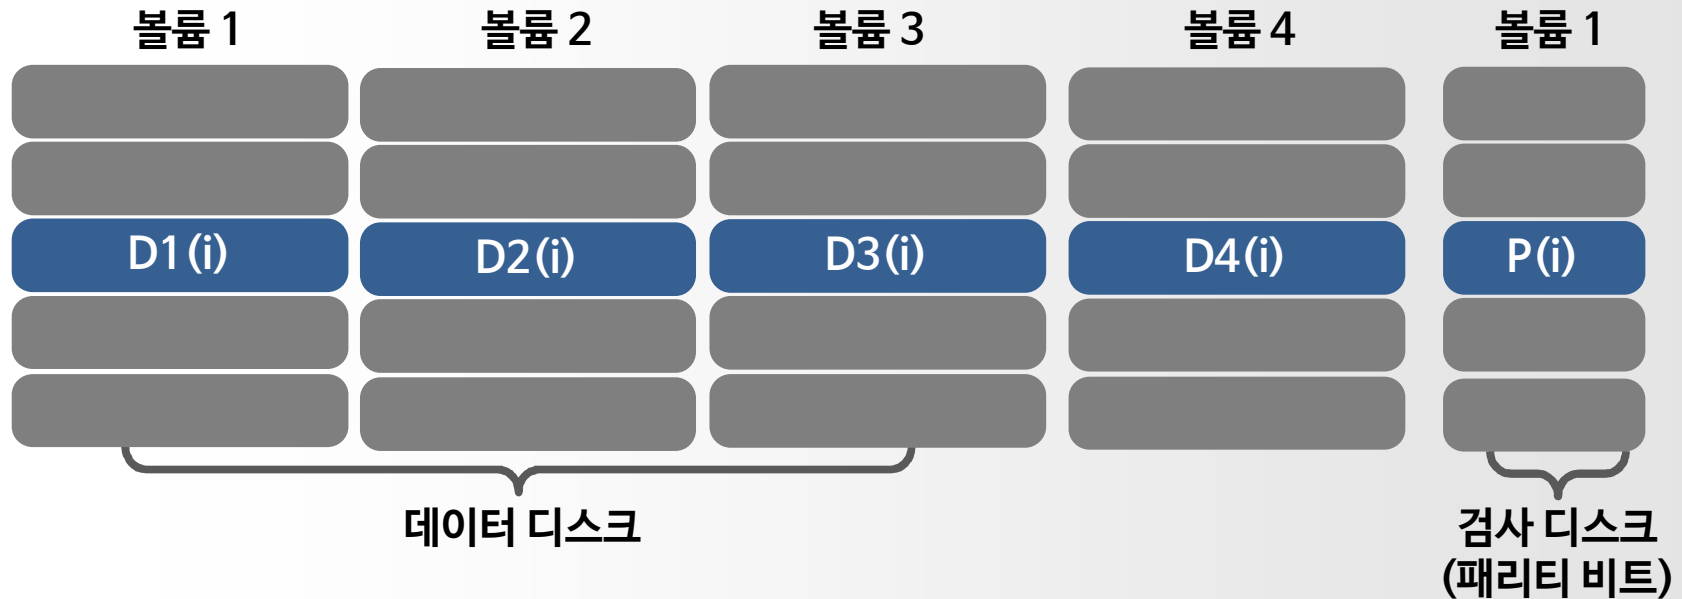 볼륨 1 볼륨 2 볼륨 3 볼륨 4 볼륨 1
D1(i) D2(i) D3(i) D4(i) P(i)
데이터 디스크 검사 디스크
(패리티 비트)